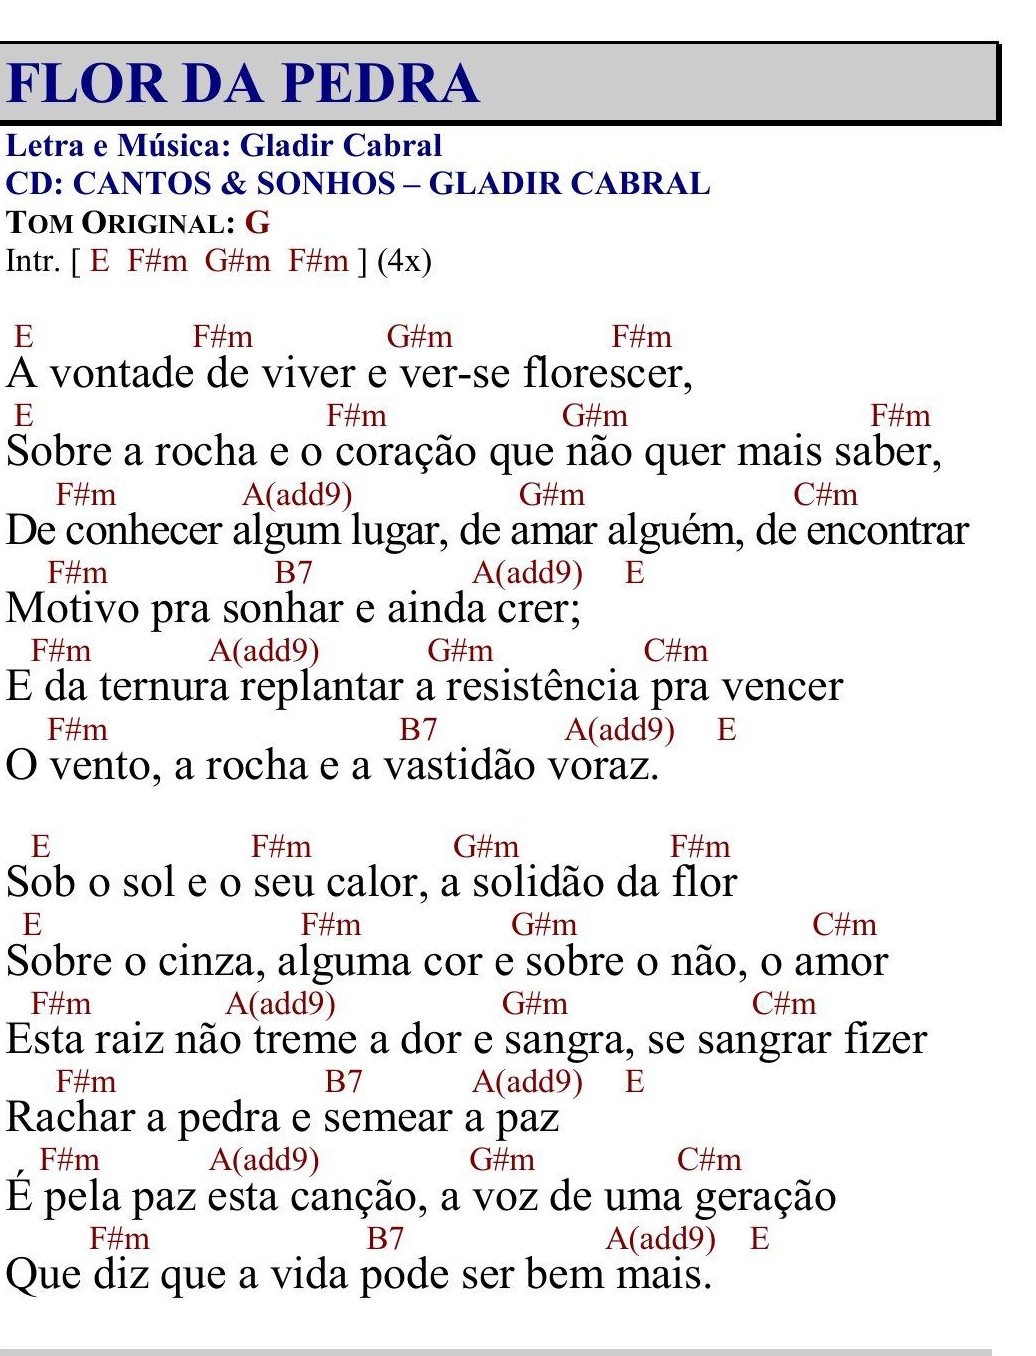 FLOR DA PEDRA
Letra e Música: Gladir Cabral
CD: CANTOS & SONHOS – GLADIR CABRAL
TOM ORIGINAL: G
Intr. [ E F#m G#m F#m ] (4x)
E F#m G#m F#m
A vontade de viver e ver-se florescer,
E F#m G#m F#m
Sobre a rocha e o coração que não quer mais saber,
F#m A(add9) G#m C#m
De conhecer algum lugar, de amar alguém, de encontrar
F#m B7 A(add9) E
Motivo pra sonhar e ainda crer;
F#m A(add9) G#m C#m
E da ternura replantar a resistência pra vencer
F#m B7 A(add9) E
O vento, a rocha e a vastidão voraz.
E F#m G#m F#m
Sob o sol e o seu calor, a solidão da flor
E F#m G#m C#m
Sobre o cinza, alguma cor e sobre o não, o amor
F#m A(add9) G#m C#m
Esta raiz não treme a dor e sangra, se sangrar fizer
F#m B7 A(add9) E
Rachar a pedra e semear a paz
F#m A(add9) G#m C#m
É pela paz esta canção, a voz de uma geração
F#m B7 A(add9) E
Que diz que a vida pode ser bem mais.